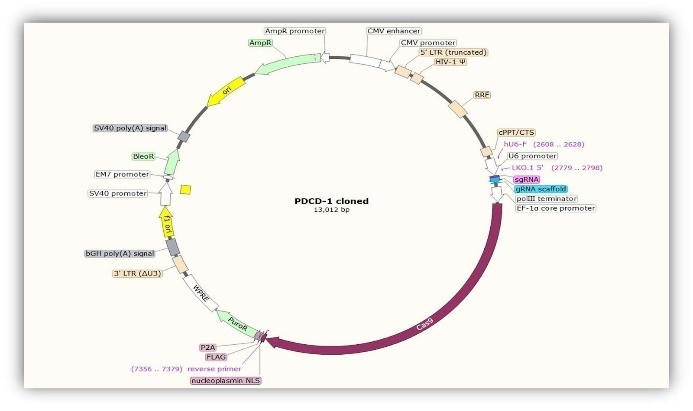 AmpR promoter
AmpR
ori
SV40 poly(A) signal
BleoR
EM7 promoter
SV40 promoter
f1 ori
bGH poly(A) signal
3' LTR (ΔU3)
WPRE
PuroR
P2A
FLAG
(7356 .. 7379) reverse primer
nucleoplasmin NLS
CMV enhancer
CMV promoter
5' LTR (truncated)
HIV-1 Ψ
RRE
cPPT/CTS
hU6-F (2608 .. 2628)
U6 promoter
LKO.1 5' (2779 .. 2798)
sgRNA
gRNA scaffold
polIII terminator
EF-1α core promoter
Cas9
PDCD-1 cloned
13,012 bp